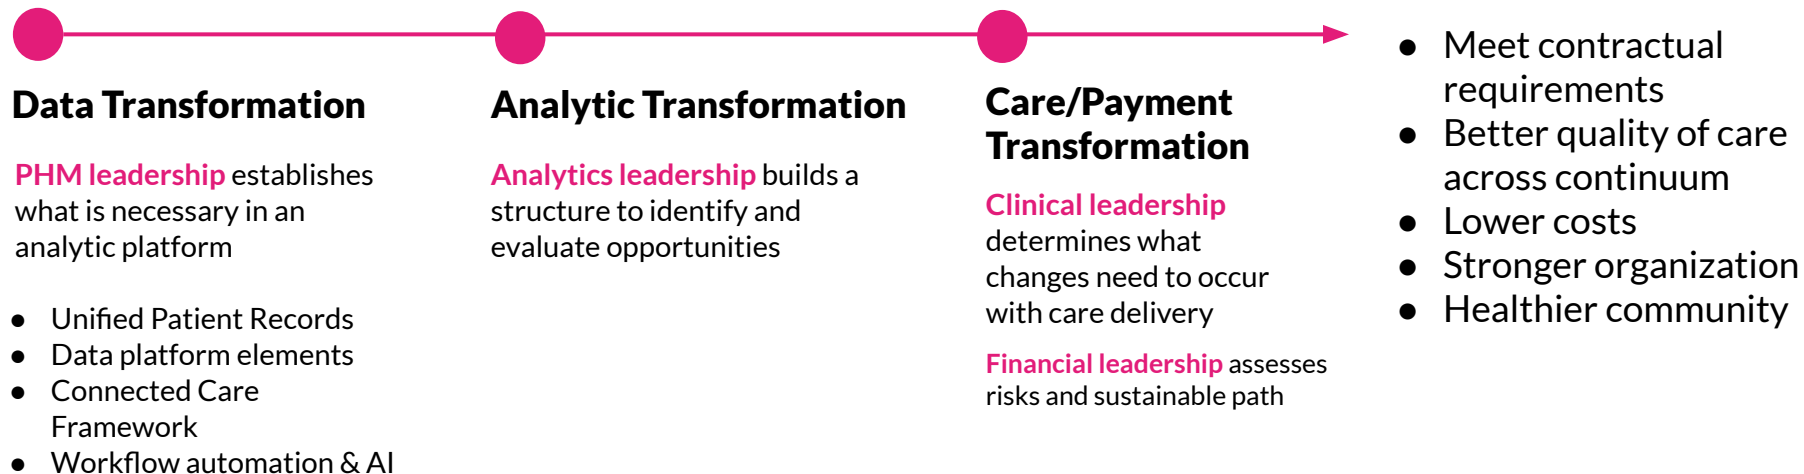 Data Transformation
PHM leadership establishes
what is necessary in an
analytic platform
● Unified Patient Records
● Data platform elements
● Connected Care
Framework
● Workflow automation & AI
Analytic Transformation
Analytics leadership builds a
structure to identify and
evaluate opportunities
Care/Payment
Transformation
Clinical leadership
determines what
changes need to occur
with care delivery
Financial leadership assesses
risks and sustainable path
● Meet contractual
requirements
● Better quality of care
across continuum
● Lower costs
● Stronger organization
● Healthier community